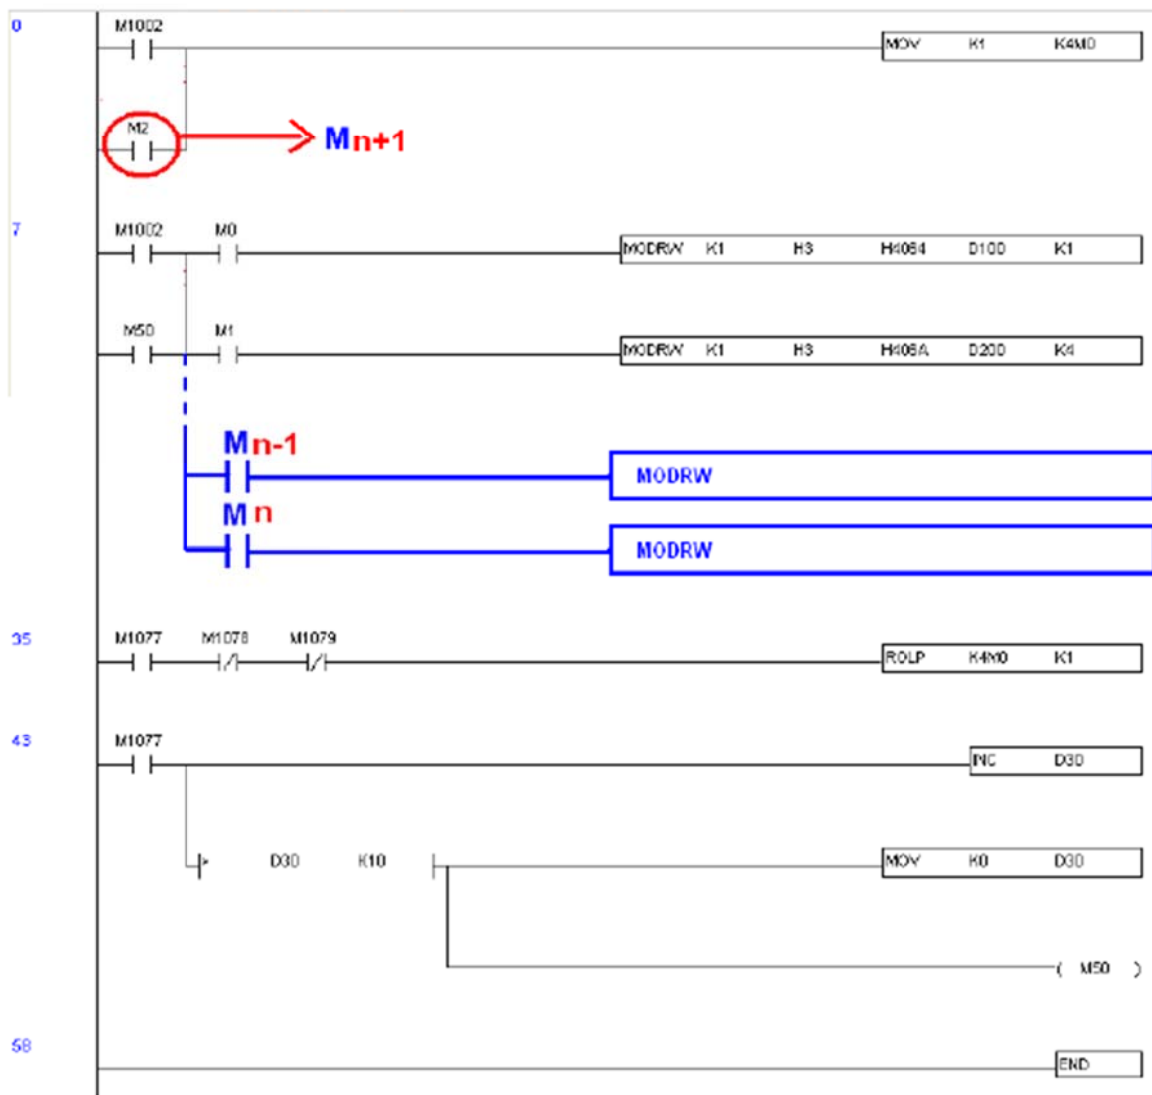 0
M1002
MOV K1 K4M0
M2
Mn+1
7
M1002 M0
MODRW K1 H3 H4064 D100 K1
M50 M1
MODRW K1 H3 H406A D200 K4
M n-1
MODRW
M n
MODRW
35
M1077 M1078 M1079
ROLP K4M0 K1
43
M1077
INC D30
> D30 K10
MOV K0 D30
( M50 )
58
END